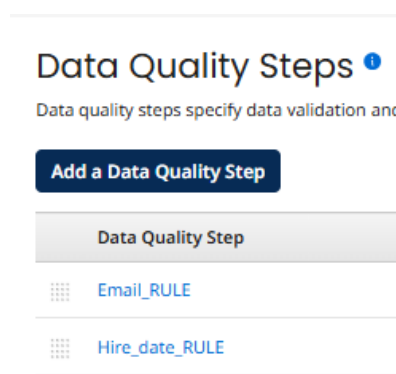 Data Quality Steps
Data quality steps specify data validation and
Add a Data Quality Step
Data Quality Step
Email_RULE
Hire_date_RULE